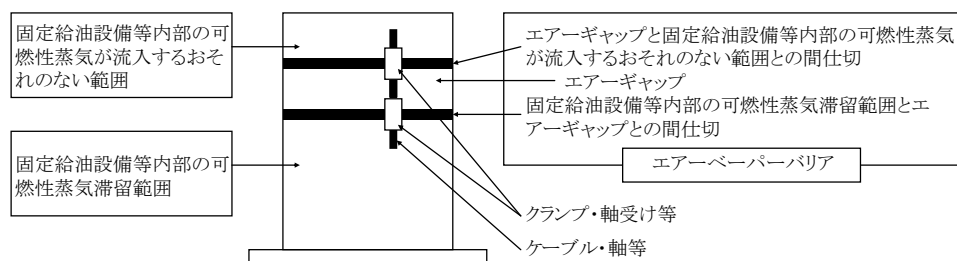 固定給油設備等内部の可
燃性蒸気が流入するおそ
れのない範囲
固定給油設備等内部の可
燃性蒸気滞留範囲
エアーギャップと固定給油設備等内部の可燃性蒸気
が流入するおそれのない範囲との間仕切
エアーギャップ
固定給油設備等内部の可燃性蒸気滞留範囲とエ
アーギャップとの間仕切
エアーベーパーバリア
クランプ・軸受け等
ケーブル・軸等